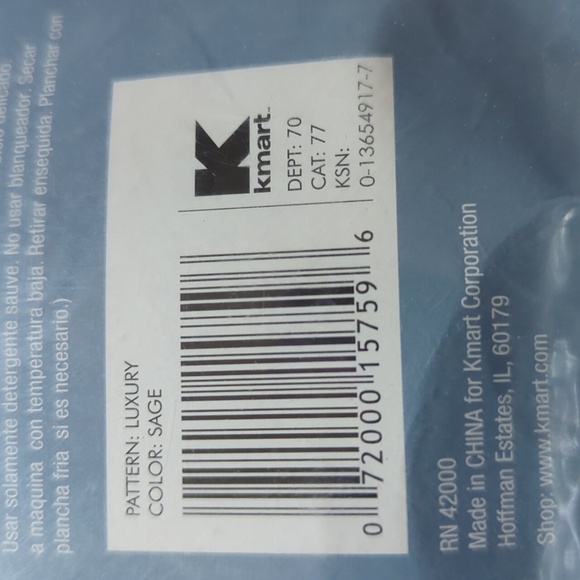 Usar solamente detergente sauve. No usar blanqueador. Secar
a maquina con temperatura baja. Retirar enseguida. Planchar con
plancha fria si es necesario.)
PATTERN: LUXURY
COLOR: SAGE
K
kmart
DEPT: 70
CAT: 77
KSN:
0-13654917-7
0 72000 15759 6
RN 42000
Made in CHINA for Kmart Corporation
Hoffman Estates, IL, 60179
Shop: www.kmart.com